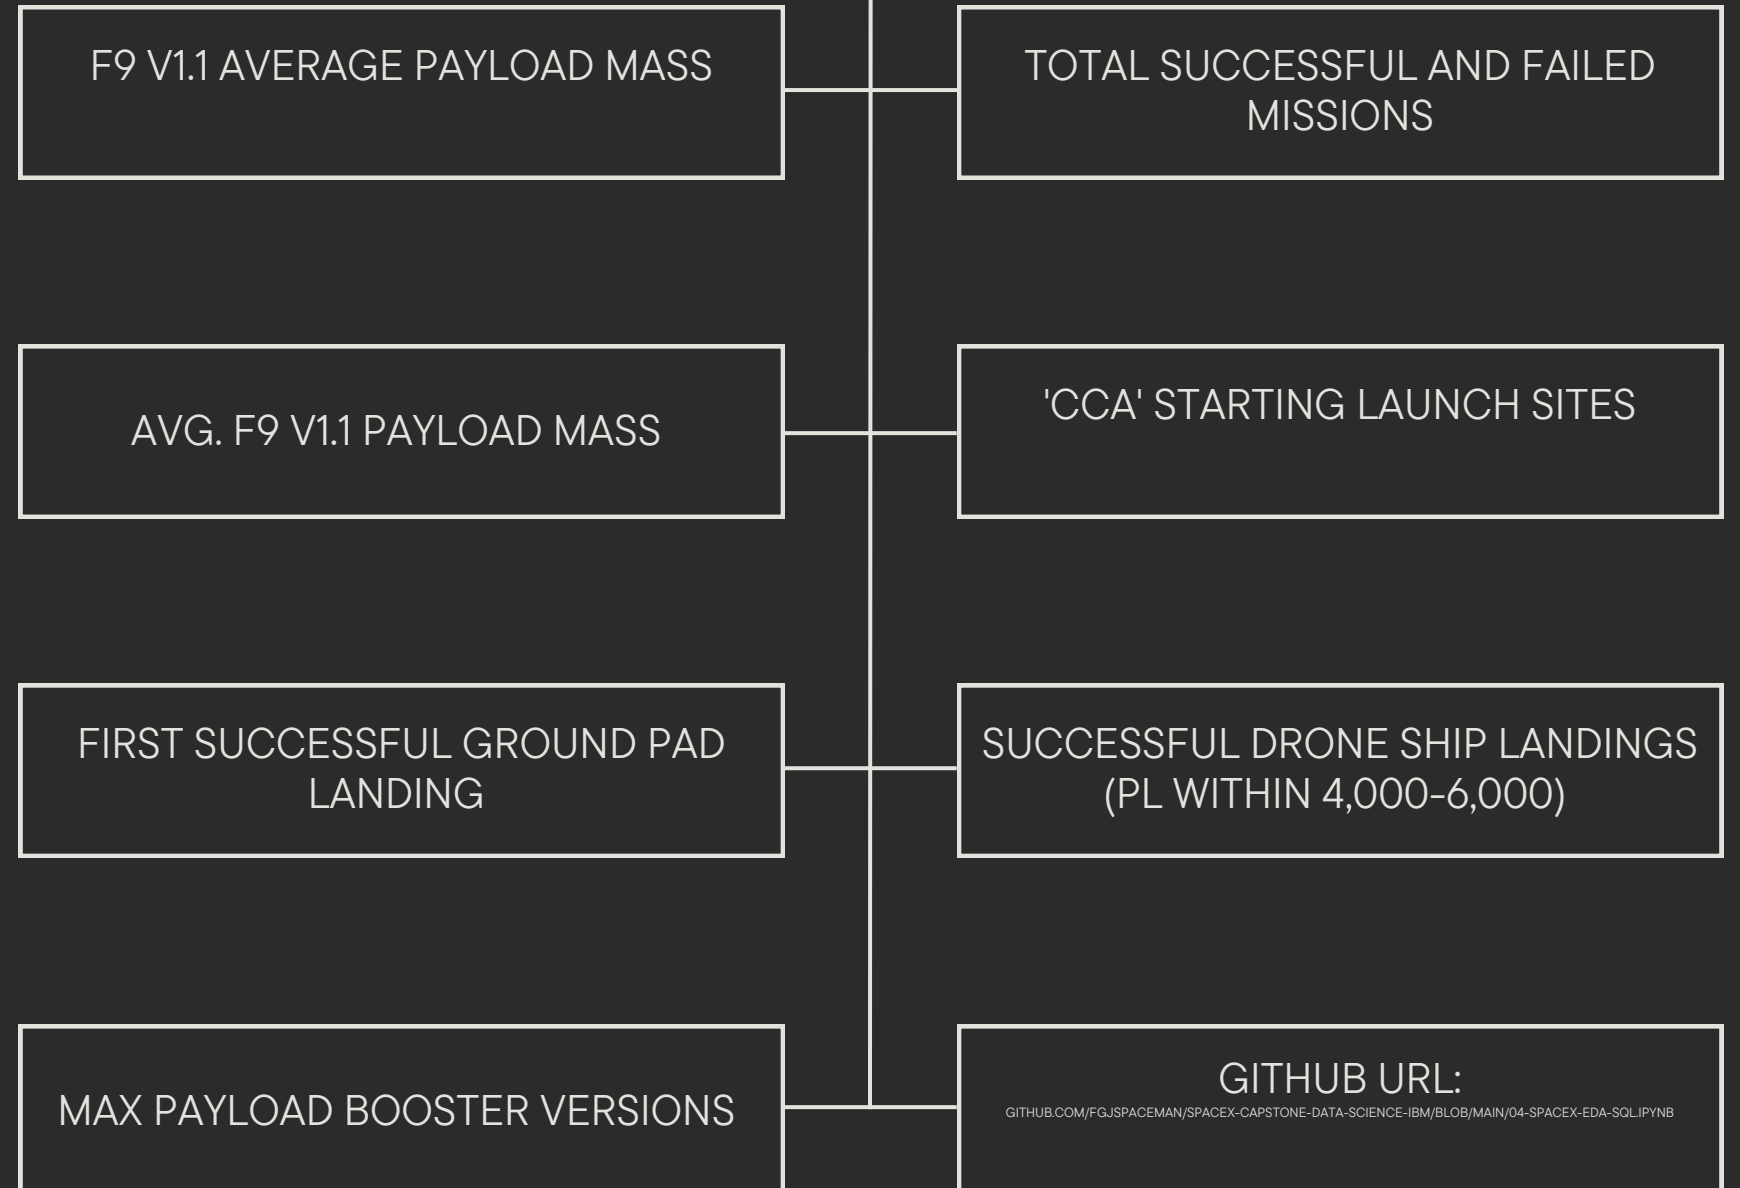 F9 V1.1 AVERAGE PAYLOAD MASS
TOTAL SUCCESSFUL AND FAILED
MISSIONS
AVG. F9 V1.1 PAYLOAD MASS
'CCA' STARTING LAUNCH SITES
FIRST SUCCESSFUL GROUND PAD
LANDING
SUCCESSFUL DRONE SHIP LANDINGS
(PL WITHIN 4,000-6,000)
MAX PAYLOAD BOOSTER VERSIONS
GITHUB URL:
GITHUB.COM/FGJSPACEMAN/SPACEX-CAPSTONE-DATA-SCIENCE-IBM/BLOB/MAIN/04-SPACEX-EDA-SQL.IPYNB